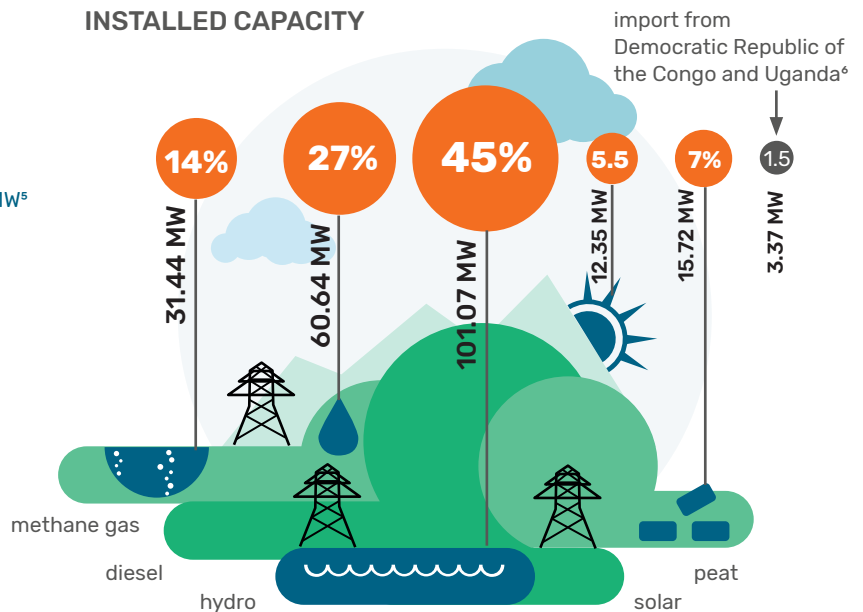 INSTALLED CAPACITY
import from
Democratic Republic of
the Congo and Uganda⁶
14%
27%
45%
5.5
7%
1.5
MW⁵
31.44 MW
60.64 MW
101.07 MW
12.35 MW
15.72 MW
3.37 MW
methane gas
diesel
hydro
solar
peat